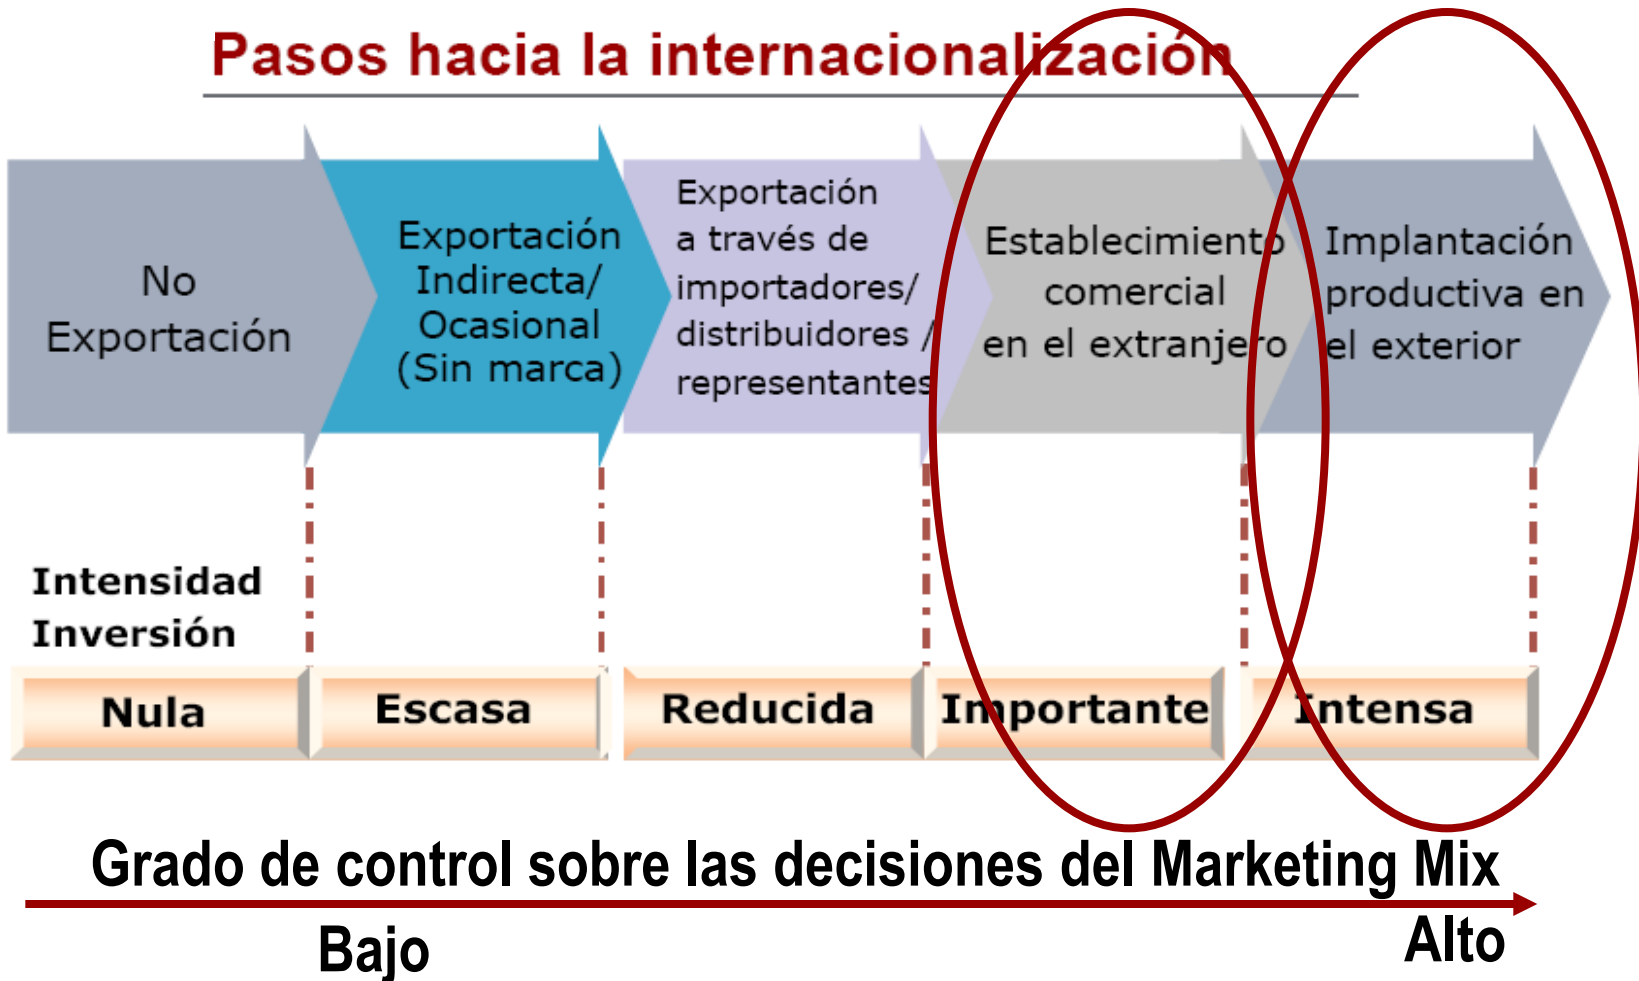 Pasos hacia la internacionalización
No
Exportación
Exportación
Indirecta/
Ocasional
(Sin marca)
Exportación
a través de
importadores/
distribuidores /
representantes
Establecimiento
comercial
en el extranjero
Implantación
productiva en
el exterior
Intensidad
Inversión
Nula
Escasa
Reducida
Importante
Intensa
Grado de control sobre las decisiones del Marketing Mix
Bajo
Alto